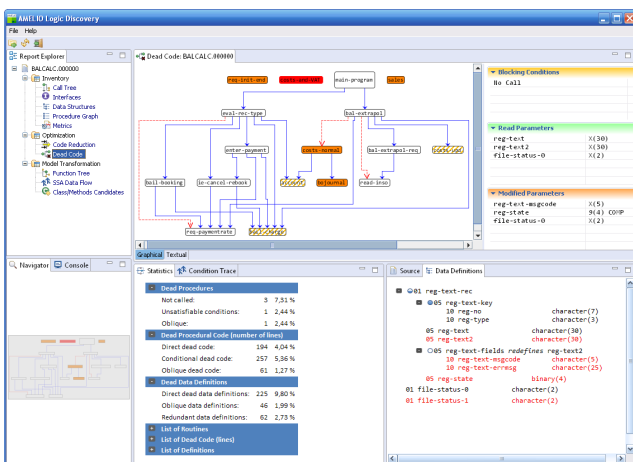 AMELIO Logic Discovery
File Help
Report Explorer
BALCALC.000000
Inventory
Call Tree
Interfaces
Data Structures
Procedure Graph
Metrics
Optimization
Code Reduction
Dead Code
Model Transformation
Function Tree
SSA Data Flow
Class/Methods Candidates
Dead Code: BALCALC.000000
req-init-end
main-program
sales
eval-rec-type
bal-extrapol
enter-payment
costs-normal
bal-extrapol-req
costs-ind
ball-booking
ie-cancel-rebook
account
bejournal
read-inso
req-paymentrate
ball-change
Graphical Textual
Blocking Conditions
No Call
Read Parameters
reg-text X(30)
reg-text2 X(30)
file-status-0 X(2)
Modified Parameters
reg-text-msgcode X(5)
reg-state 9(4) COMP
file-status-0 X(2)
Navigator Console
Statistics Condition Trace
Dead Procedures
Not called: 3 7,31 %
Unsatisfiable conditions: 1 2,44 %
Oblique: 1 2,44 %
Dead Procedural Code (number of lines)
Direct dead code: 194 4,04 %
Conditional dead code: 257 5,36 %
Oblique dead code: 61 1,27 %
Dead Data Definitions
Direct dead data definitions: 225 9,80 %
Oblique data definitions: 46 1,99 %
Redundant data definitions: 62 2,73 %
List of Routines
List of Dead Code (lines)
List of Definitions
Source Data Definitions
01 reg-text-rec
05 reg-text-key
10 reg-no character(7)
10 reg-type character(3)
05 reg-text character(30)
05 reg-text2 character(30)
05 reg-text-fields redefines reg-text2
10 reg-text-msgcode character(5)
10 reg-text-errmsg character(25)
05 reg-state binary(4)
01 file-status-0 character(2)
01 file-status-1 character(2)